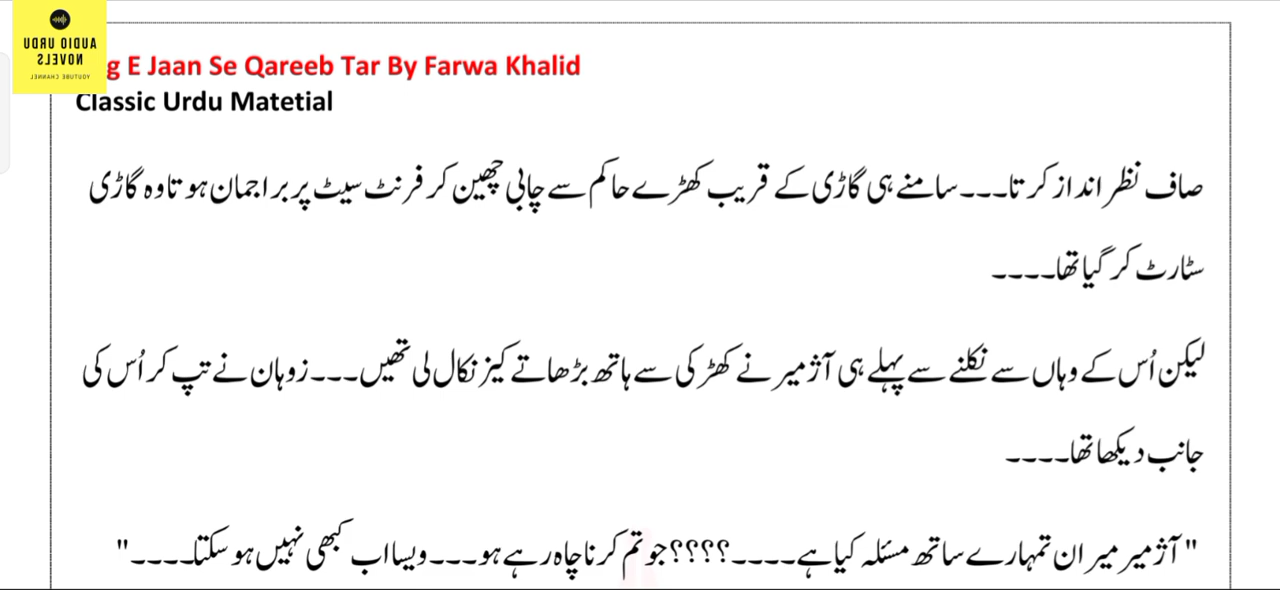 AUDIO URDU
NOVELS
YOUTUBE CHANNEL
g E Jaan Se Qareeb Tar By Farwa Khalid
Classic Urdu Matetial
صاف نظر انداز کرتا۔۔۔سامنے ہی گاڑی کے قریب کھڑے حاکم سے چابی چھین کر فرنٹ سیٹ پر براجمان ہوتا وہ گاڑی
سٹارٹ کر گیا تھا۔۔۔۔
لیکن اُس کے وہاں سے نکلنے سے پہلے ہی آژمیر نے کھڑکی سے ہاتھ بڑھاتے کیز نکال لی تھیں۔۔۔زوہان نے تپ کر اُس کی
جانب دیکھا تھا۔۔۔۔
"آژمیر میران تمہارے ساتھ مسئلہ کیا ہے۔۔۔۔؟؟؟؟جو تم کرنا چاہ رہے ہو۔۔۔ویسا اب کبھی نہیں ہو سکتا۔۔۔۔"